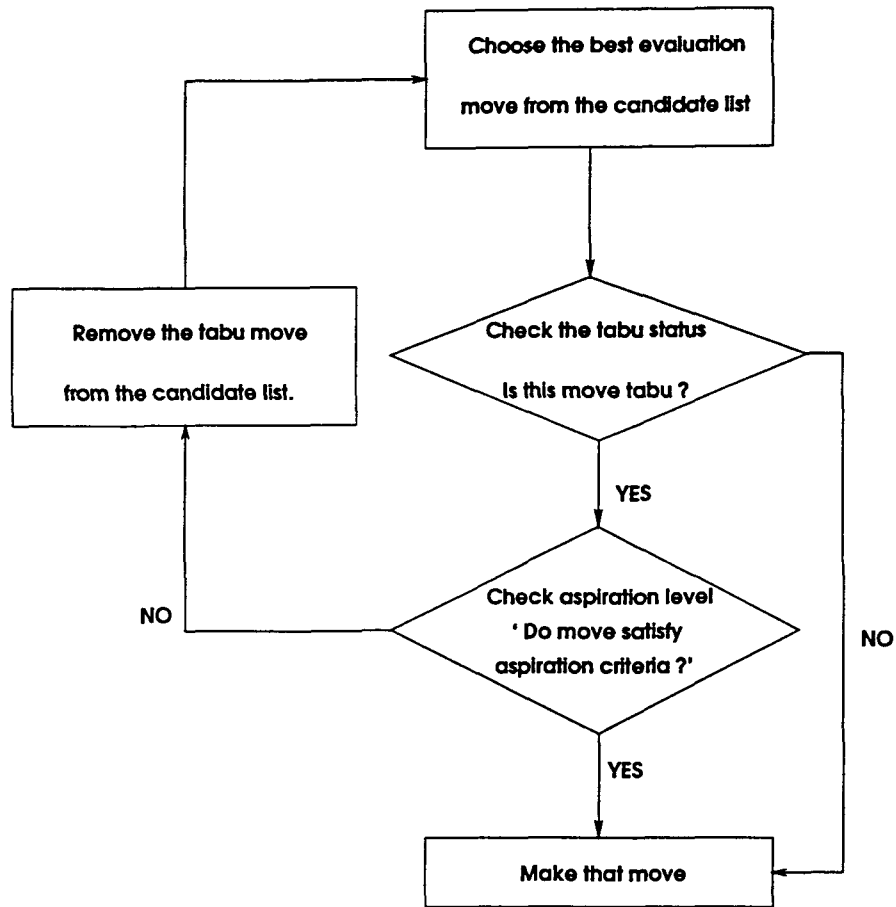 Choose the best evaluation
move from the candidate list
Remove the tabu move
from the candidate list.
Check the tabu status
Is this move tabu ?
YES
Check aspiration level
' Do move satisfy
aspiration criteria ?'
NO
NO
YES
Make that move